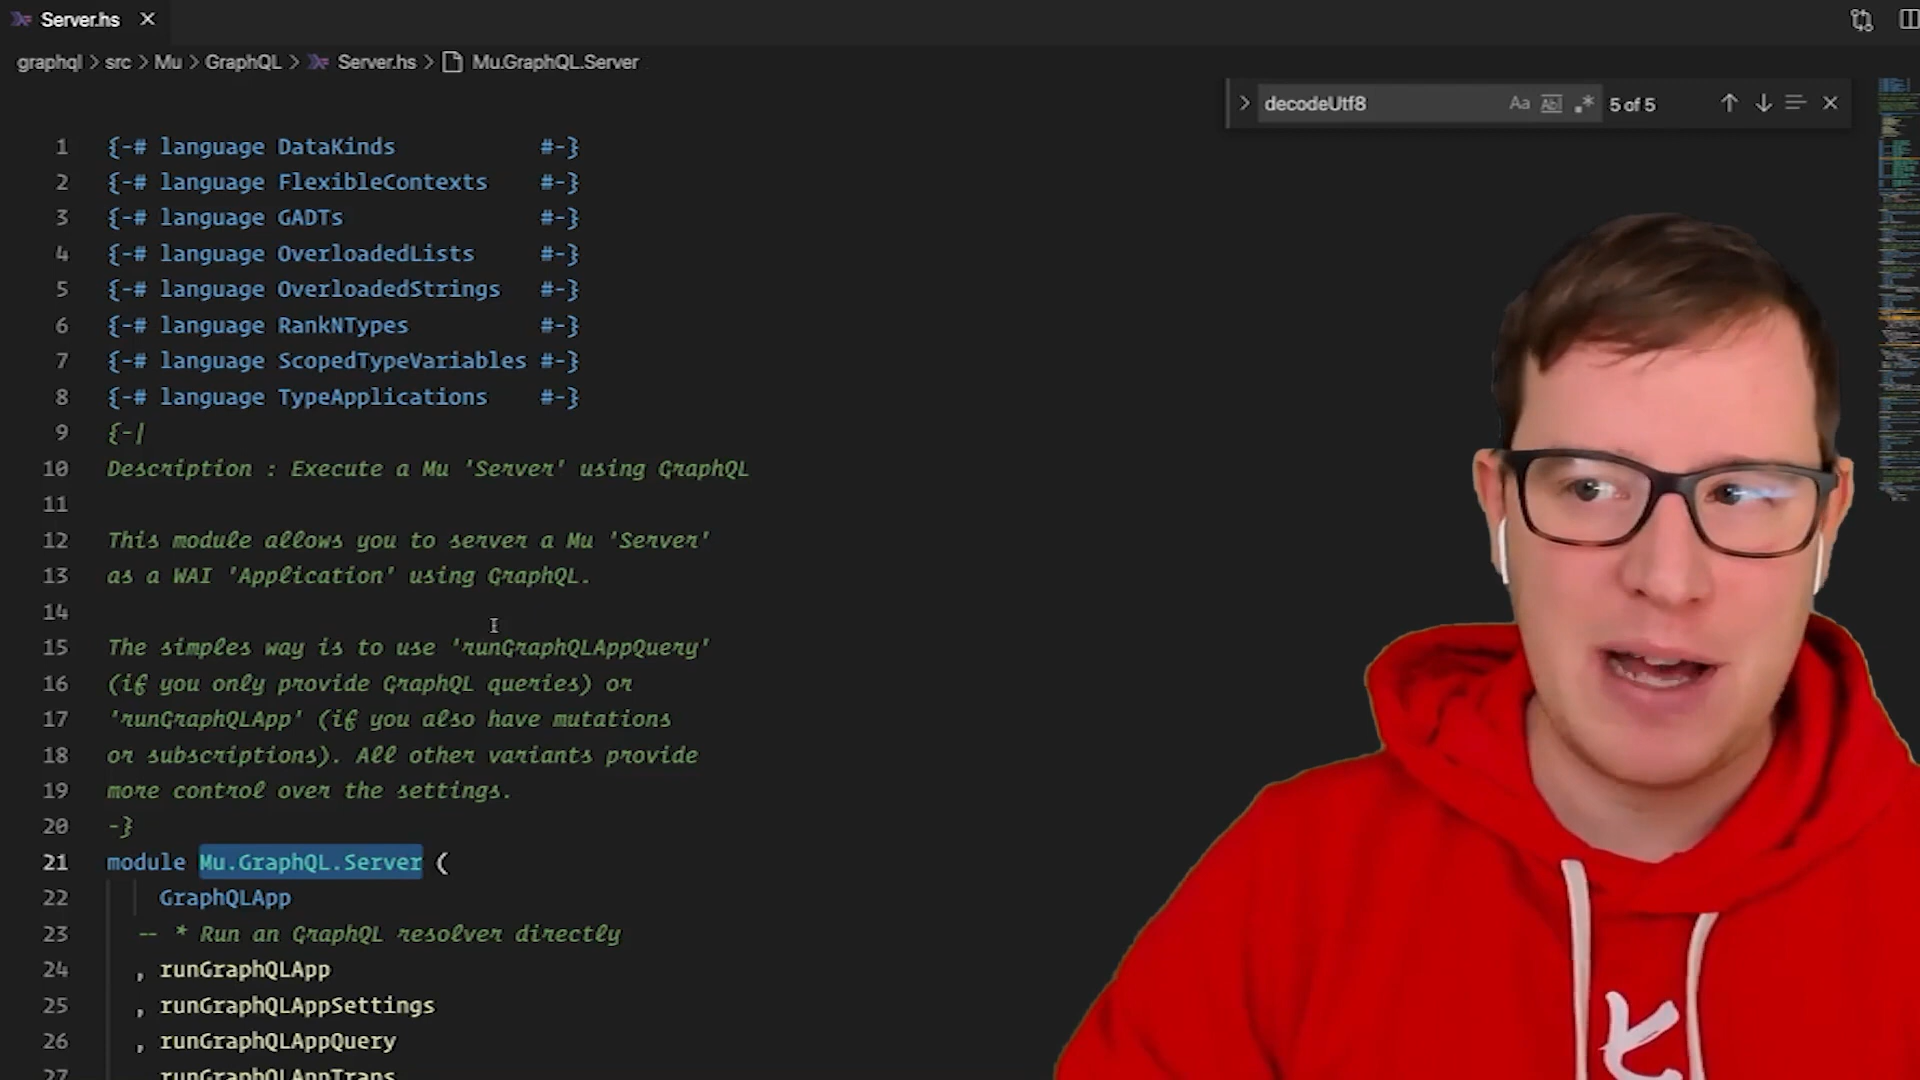 Server.hs
graphql > src > Mu > GraphQL > Server.hs > Mu.GraphQL.Server
decodeUtf8 Aa Abl .* 5 of 5
1 {-# language DataKinds #-}
2 {-# language FlexibleContexts #-}
3 {-# language GADTs #-}
4 {-# language OverloadedLists #-}
5 {-# language OverloadedStrings #-}
6 {-# language RankNTypes #-}
7 {-# language ScopedTypeVariables #-}
8 {-# language TypeApplications #-}
9 {-|
10 Description : Execute a Mu 'Server' using GraphQL
11
12 This module allows you to server a Mu 'Server'
13 as a WAI 'Application' using GraphQL.
14
15 The simples way is to use 'runGraphQLAppQuery'
16 (if you only provide GraphQL queries) or
17 'runGraphQLApp' (if you also have mutations
18 or subscriptions). All other variants provide
19 more control over the settings.
20 -}
21 module Mu.GraphQL.Server (
22 GraphQLApp
23 -- * Run an GraphQL resolver directly
24 , runGraphQLApp
25 , runGraphQLAppSettings
26 , runGraphQLAppQuery
27 runGraphQLAppTrans